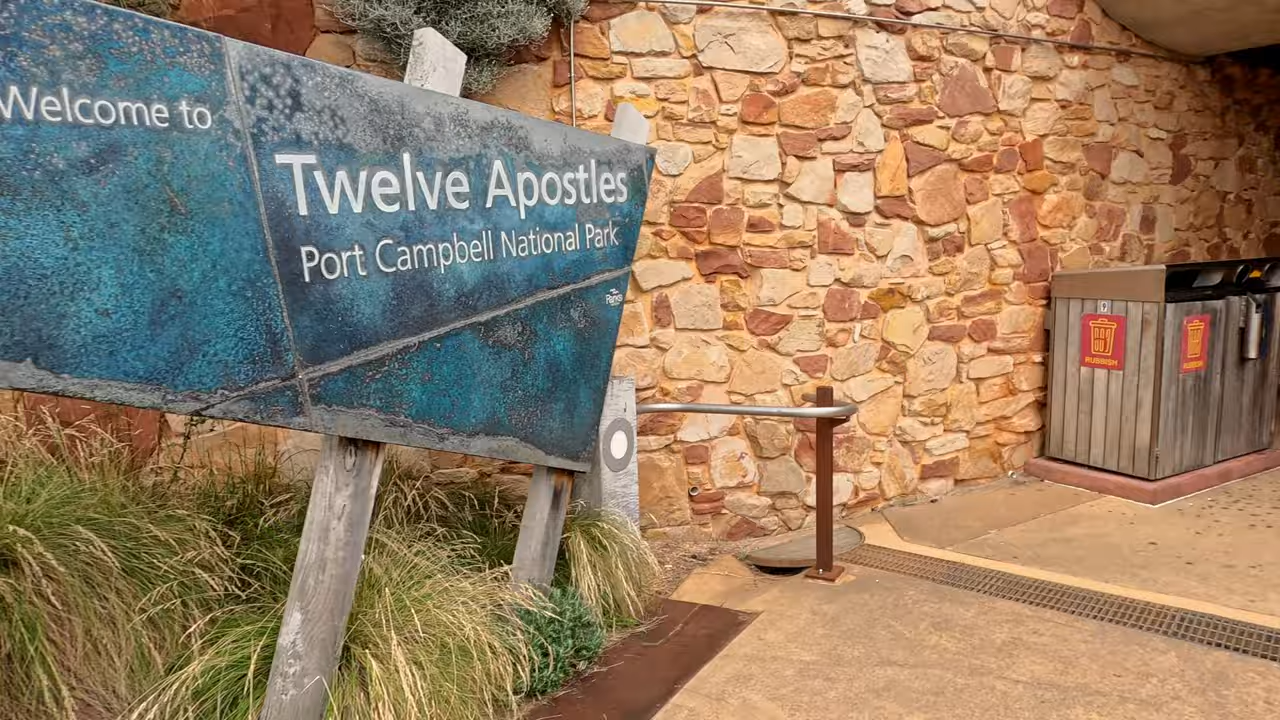 Welcome to
Twelve Apostles
Port Campbell National Park
Parks
RUBBISH
RUBBISH